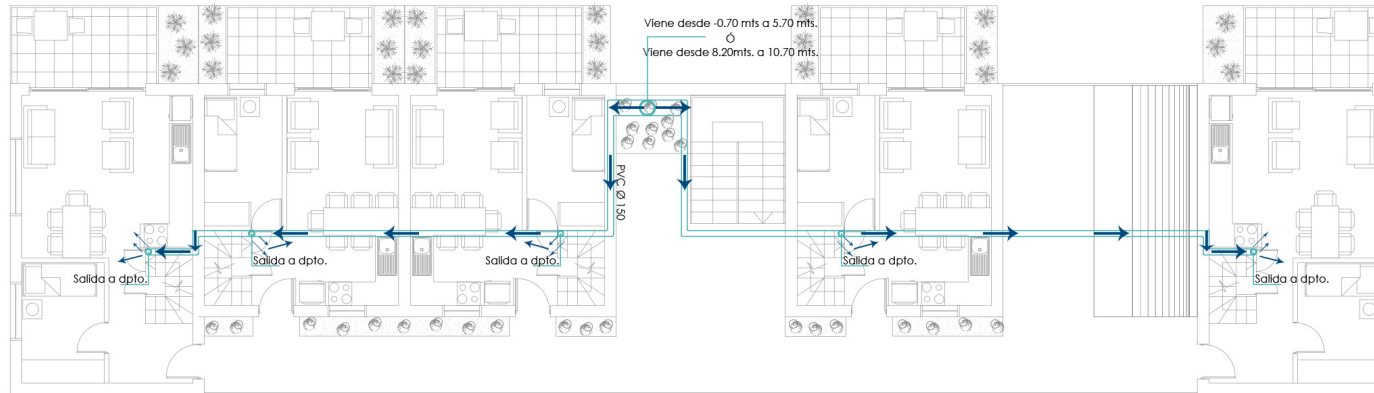 Viene desde -0.70 mts a 5.70 mts.
Ó
Viene desde 8.20mts. a 10.70 mts.
PVC Ø 150
Salida a dpto.
Salida a dpto.
Salida a dpto.
Salida a dpto.
Salida a dpto.